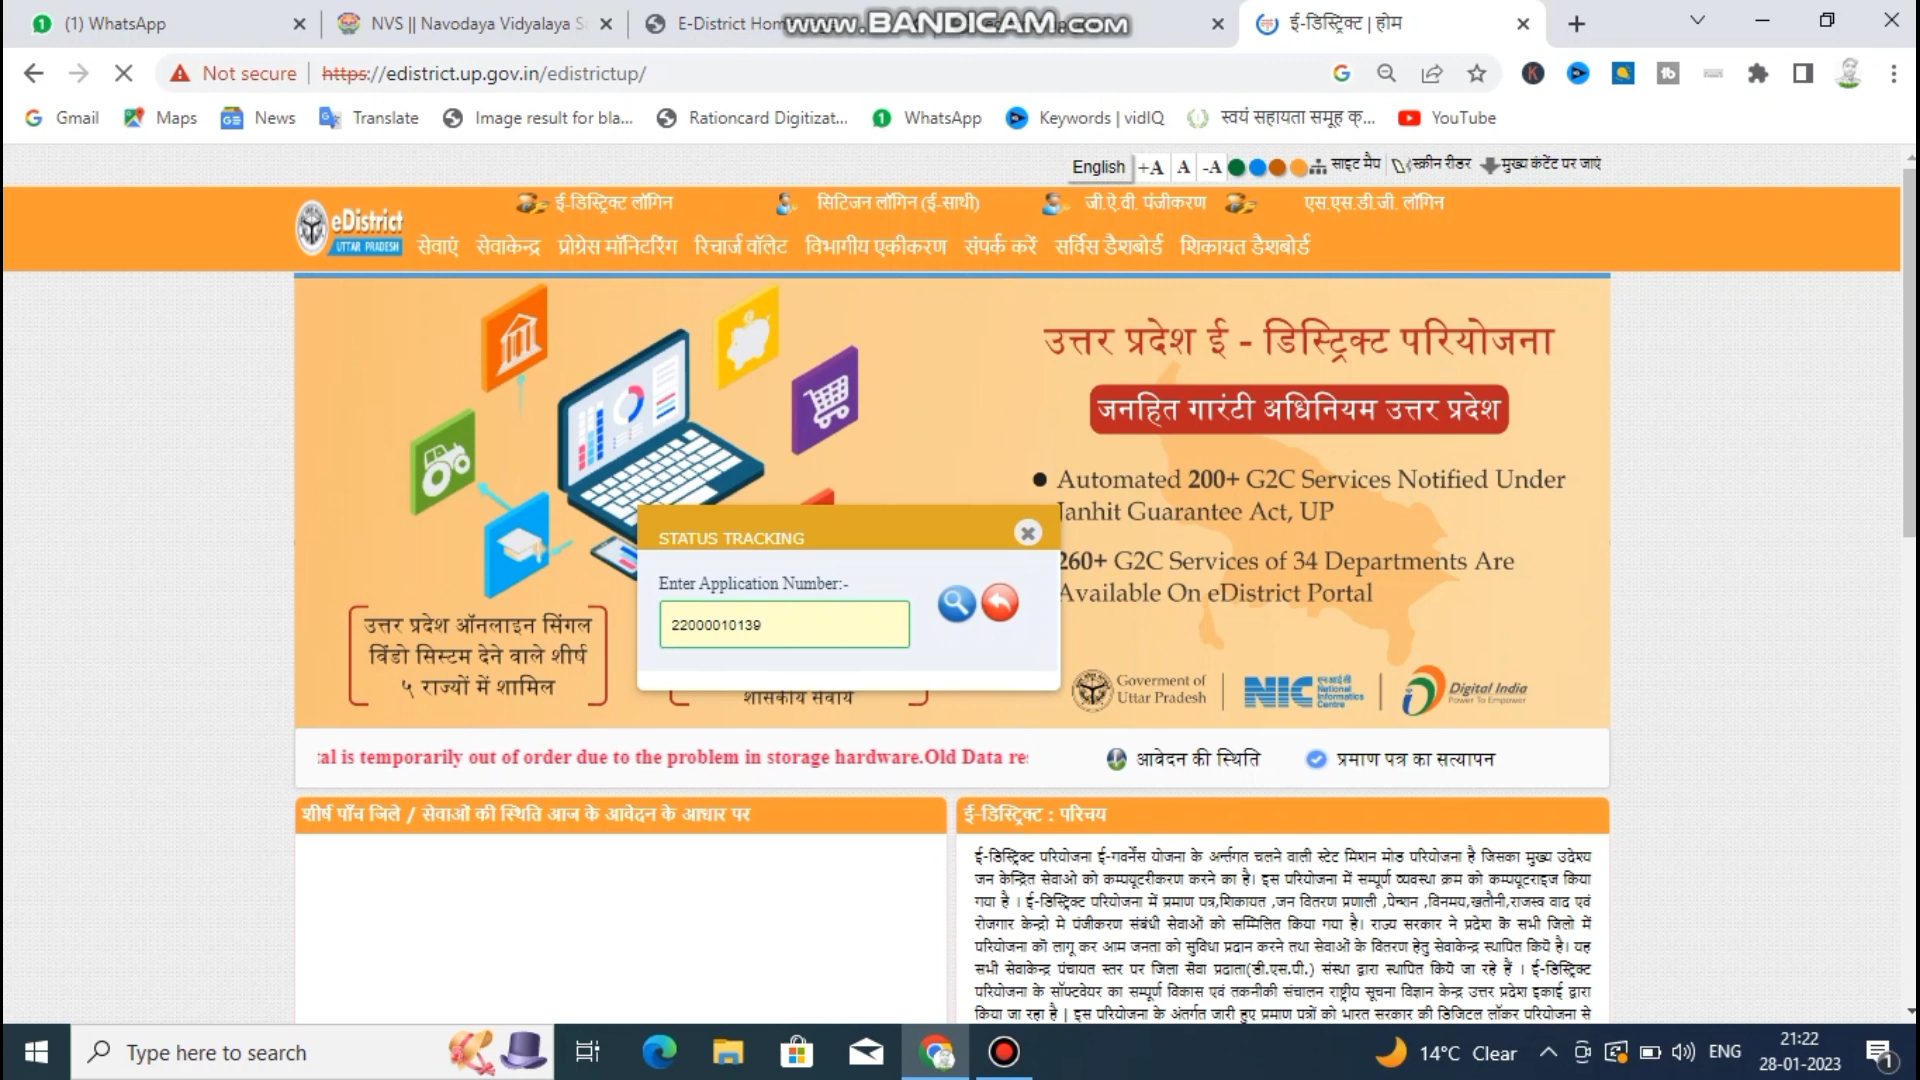 (1) WhatsApp
NVS || Navodaya Vidyalaya S
E-District Hom
www.BANDICAM.com
ई-डिस्ट्रिक्ट | होम
Not secure
https://edistrict.up.gov.in/edistrictup/
Gmail
Maps
News
Translate
Image result for bla...
Rationcard Digitizat...
WhatsApp
Keywords | vidIQ
स्वयं सहायता समूह क्...
YouTube
English +A A -A साइट मैप स्क्रीन रीडर मुख्य कंटेंट पर जाएं
ई-डिस्ट्रिक्ट लॉगिन सिटिजन लॉगिन (ई-साथी) जी.ऐ.वी. पंजीकरण एस.एस.डी.जी. लॉगिन
eDistrict
UTTAR PRADESH
सेवाएं सेवाकेन्द्र प्रोग्रेस मॉनिटरिंग रिचार्ज वॉलेट विभागीय एकीकरण संपर्क करें सर्विस डैशबोर्ड शिकायत डैशबोर्ड
उत्तर प्रदेश ई - डिस्ट्रिक्ट परियोजना
जनहित गारंटी अधिनियम उत्तर प्रदेश
Automated 200+ G2C Services Notified Under
Janhit Guarantee Act, UP
260+ G2C Services of 34 Departments Are
Available On eDistrict Portal
STATUS TRACKING
Enter Application Number:-
22000010139
उत्तर प्रदेश ऑनलाइन सिंगल
विंडो सिस्टम देने वाले शीर्ष
५ राज्यों में शामिल
शासकीय सेवायें
Goverment of
Uttar Pradesh
NIC
एनआईसी
National
Informatics
Centre
Digital India
Power To Empower
tal is temporarily out of order due to the problem in storage hardware.Old Data re
आवेदन की स्थिति
प्रमाण पत्र का सत्यापन
शीर्ष पाँच जिले / सेवाओं की स्थिति आज के आवेदन के आधार पर
ई-डिस्ट्रिक्ट : परिचय
ई-डिस्ट्रिक्ट परियोजना ई-गवर्नेंस योजना के अर्न्तगत चलने वाली स्टेट मिशन मोड परियोजना है जिसका मुख्य उदेश्य
जन केन्द्रित सेवाओ को कम्पयूटरीकरण करने का है। इस परियोजना में सम्पूर्ण व्यवस्था क्रम को कम्पयूटराइज किया
गया है । ई-डिस्ट्रिक्ट परियोजना में प्रमाण पत्र,शिकायत ,जन वितरण प्रणाली ,पेन्शन ,विनमय,खतौनी,राजस्व वाद एवं
रोजगार केन्द्रो मे पंजीकरण संबंधी सेवाओं को सम्मिलित किया गया है। राज्य सरकार ने प्रदेश के सभी जिलो में
परियोजना को लागू कर आम जनता को सुविधा प्रदान करने तथा सेवाओं के वितरण हेतु सेवाकेन्द्र स्थापित किये है। यह
सभी सेवाकेन्द्र पंचायत स्तर पर जिला सेवा प्रदाता(डी.एस.पी.) संस्था द्वारा स्थापित किये जा रहे हैं । ई-डिस्ट्रिक्ट
परियोजना के सॉफ्टवेयर का सम्पूर्ण विकास एवं तकनीकी संचालन राष्ट्रीय सूचना विज्ञान केन्द्र उत्तर प्रदेश इकाई द्वारा
किया जा रहा है | इस परियोजना के अंतर्गत जारी हुए प्रमाण पत्रों को भारत सरकार की डिजिटल लॉकर परियोजना से
Type here to search
14°C Clear
ENG
21:22
28-01-2023
1